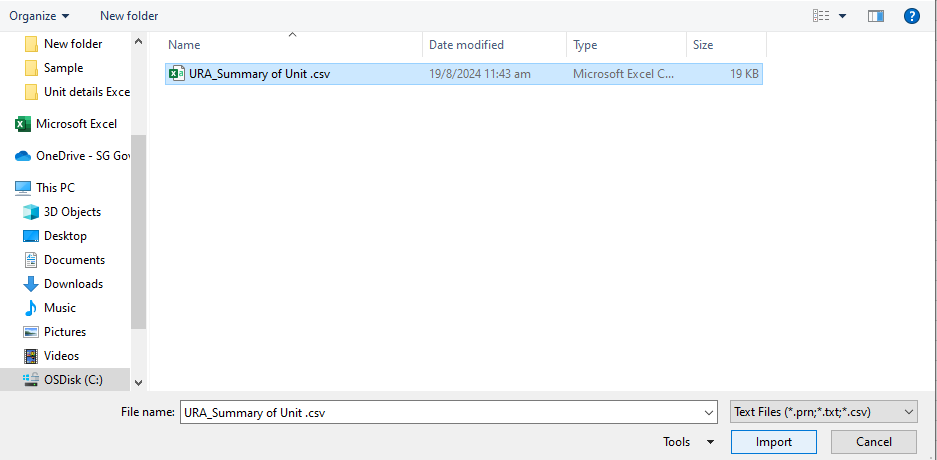 Organize New folder ?
New folder
Sample
Unit details Exce
Microsoft Excel
OneDrive - SG Gov
This PC
3D Objects
Desktop
Documents
Downloads
Music
Pictures
Videos
OSDisk (C:)
Name Date modified Type Size
URA_Summary of Unit .csv 19/8/2024 11:43 am Microsoft Excel C... 19 KB
File name: URA_Summary of Unit .csv Text Files (*.prn;*.txt;*.csv)
Tools Import Cancel